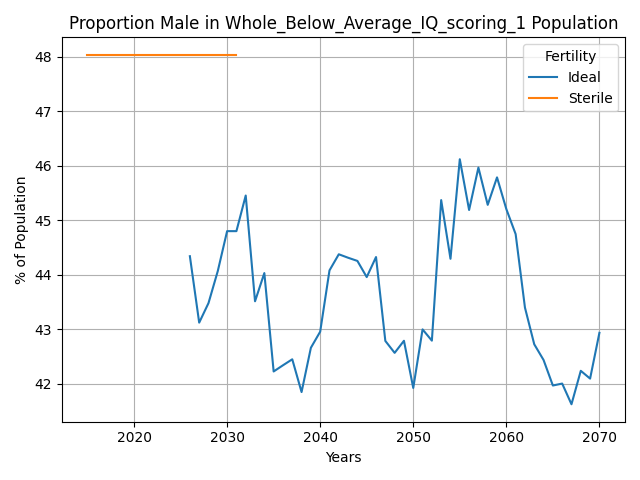 Proportion Male in Whole_Below_Average_IQ_scoring_1 Population
Fertility
Ideal
Sterile
% of Population
48
47
46
45
44
43
42
2020
2030
2040
2050
2060
2070
Years